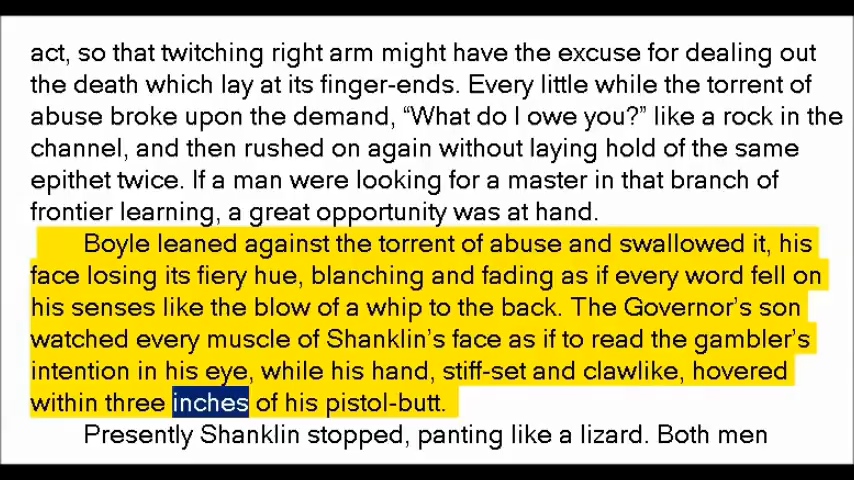 act, so that twitching right arm might have the excuse for dealing out
the death which lay at its finger-ends. Every little while the torrent of
abuse broke upon the demand, “What do I owe you?” like a rock in the
channel, and then rushed on again without laying hold of the same
epithet twice. If a man were looking for a master in that branch of
frontier learning, a great opportunity was at hand.
Boyle leaned against the torrent of abuse and swallowed it, his
face losing its fiery hue, blanching and fading as if every word fell on
his senses like the blow of a whip to the back. The Governor’s son
watched every muscle of Shanklin’s face as if to read the gambler’s
intention in his eye, while his hand, stiff-set and clawlike, hovered
within three inches of his pistol-butt.
Presently Shanklin stopped, panting like a lizard. Both men